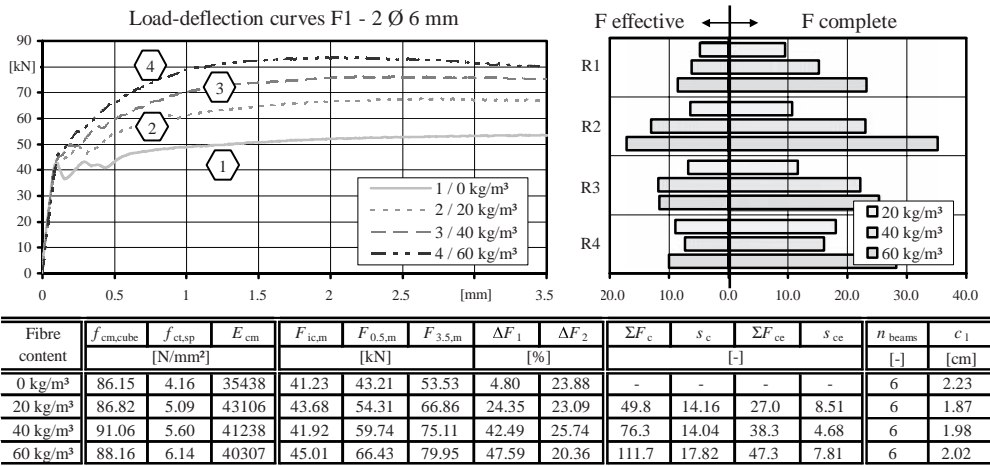 Load-deflection curves F1 - 2 Ø 6 mm
F effective F complete
90
[kN]
70
60
50
40
30
20
10
0
4
3
2
1
1 / 0 kg/m³
2 / 20 kg/m³
3 / 40 kg/m³
4 / 60 kg/m³
0 0.5 1 1.5 2 2.5 [mm] 3.5
R1
R2
R3
R4
20 kg/m³
40 kg/m³
60 kg/m³
20.0 10.0 0.0 10.0 20.0 30.0 40.0
Fibre content f cm,cube f ct,sp E cm F ic,m F 0.5,m F 3.5,m ΔF 1 ΔF 2 ΣF c s c ΣF ce s ce n beams c 1
[N/mm²] [kN] [%] [-] [-] [cm]
0 kg/m³ 86.15 4.16 35438 41.23 43.21 53.53 4.80 23.88 - - - - 6 2.23
20 kg/m³ 86.82 5.09 43106 43.68 54.31 66.86 24.35 23.09 49.8 14.16 27.0 8.51 6 1.87
40 kg/m³ 91.06 5.60 41238 41.92 59.74 75.11 42.49 25.74 76.3 14.04 38.3 4.68 6 1.98
60 kg/m³ 88.16 6.14 40307 45.01 66.43 79.95 47.59 20.36 111.7 17.82 47.3 7.81 6 2.02